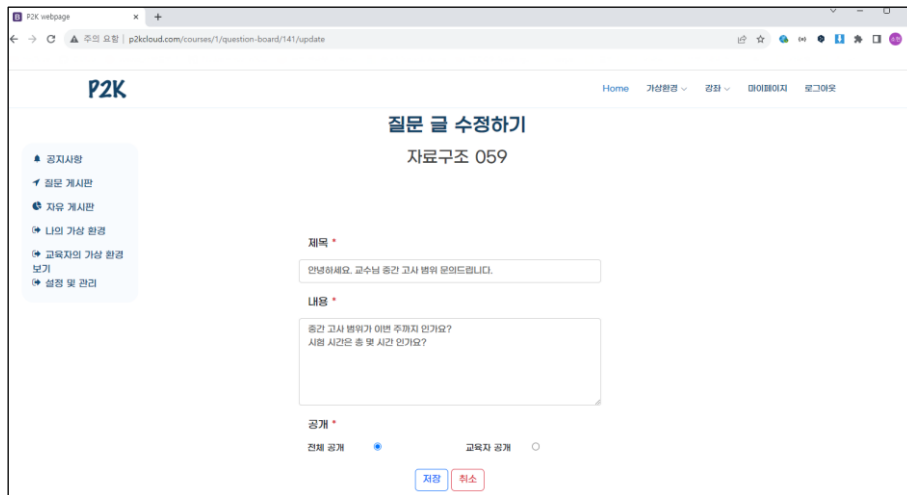 P2K webpage
주의 요함 | p2kcloud.com/courses/1/question-board/141/update
P2K
Home 가상환경 강좌 마이페이지 로그아웃
질문 글 수정하기
자료구조 059
공지사항
질문 게시판
자유 게시판
나의 가상 환경
교육자의 가상 환경
보기
설정 및 관리
제목 *
안녕하세요. 교수님 중간 고사 범위 문의드립니다.
내용 *
중간 고사 범위가 이번 주까지 인가요?
시험 시간은 총 몇 시간 인가요?
공개 *
전체 공개 교육자 공개
저장 취소